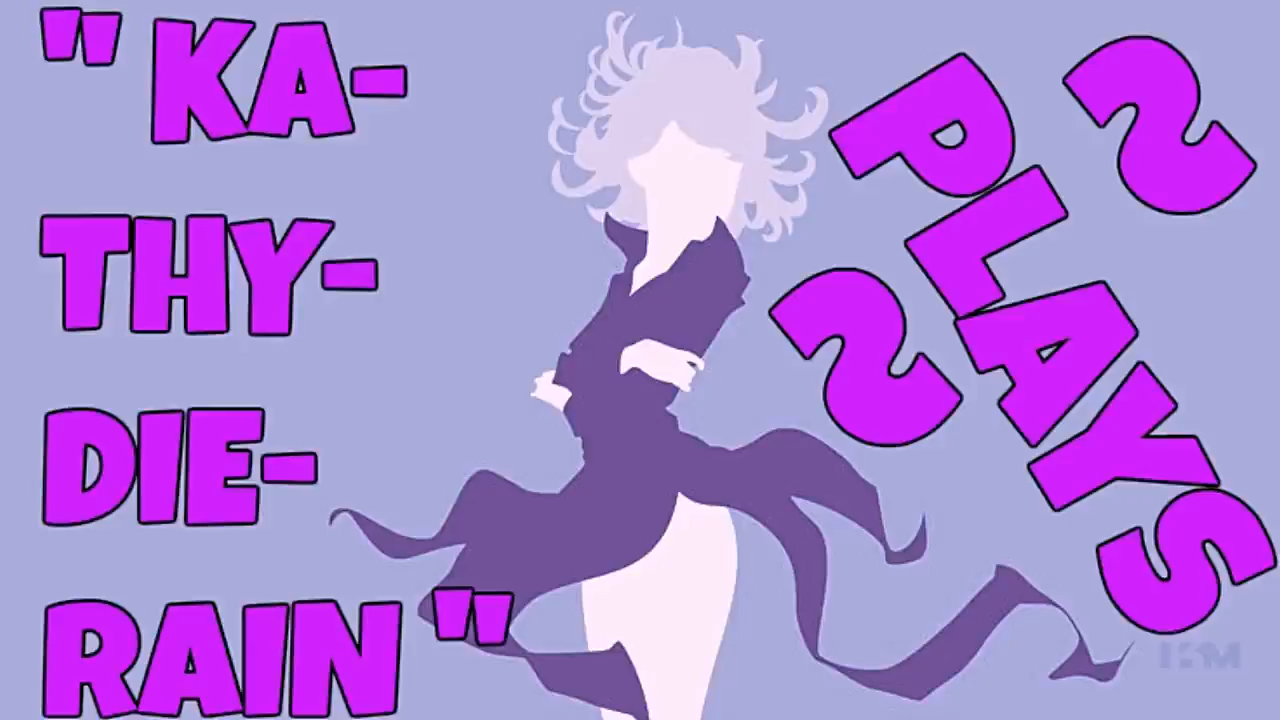 "KA-
THY-
DIE-
RAIN"
~
PLAYS
~